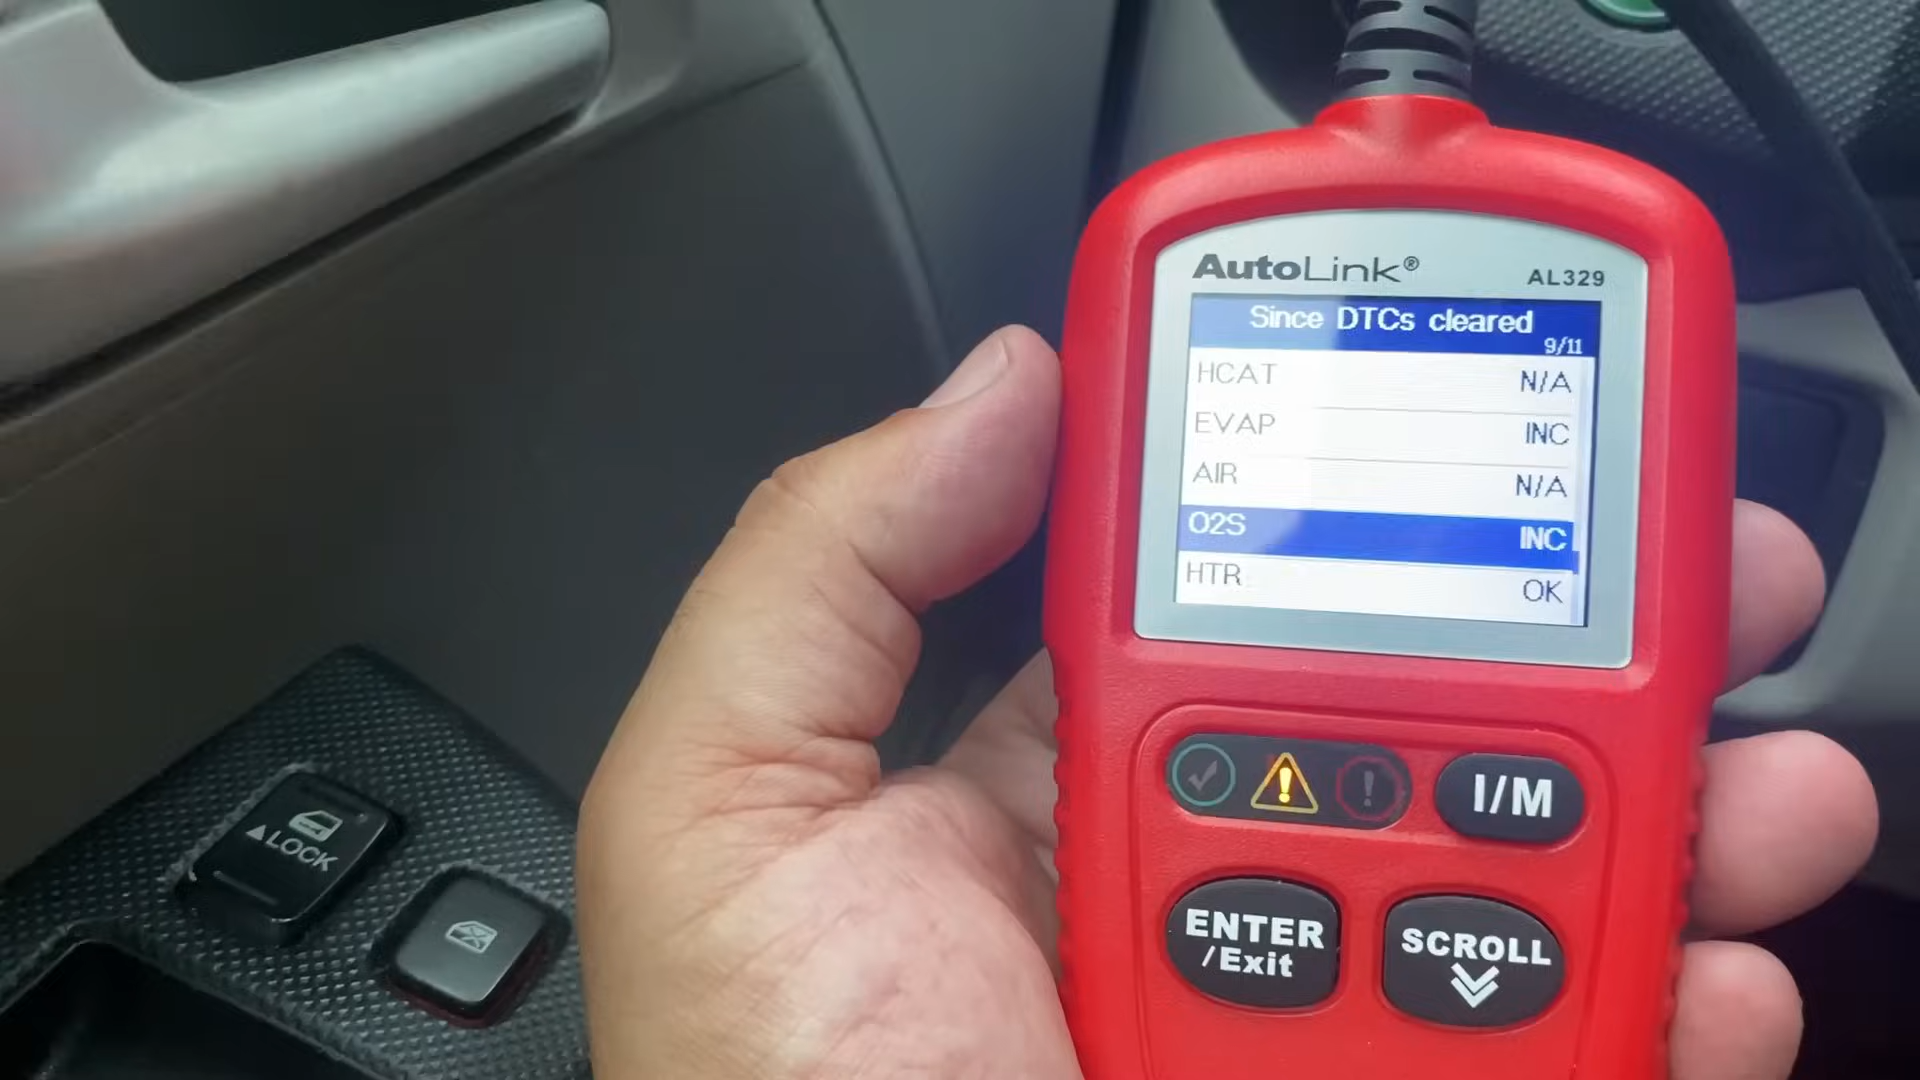 AutoLink®
AL329
Since DTCs cleared
9/11
HCAT N/A
EVAP INC
AIR N/A
O2S INC
HTR OK
I/M
ENTER
/Exit
SCROLL
▲LOCK